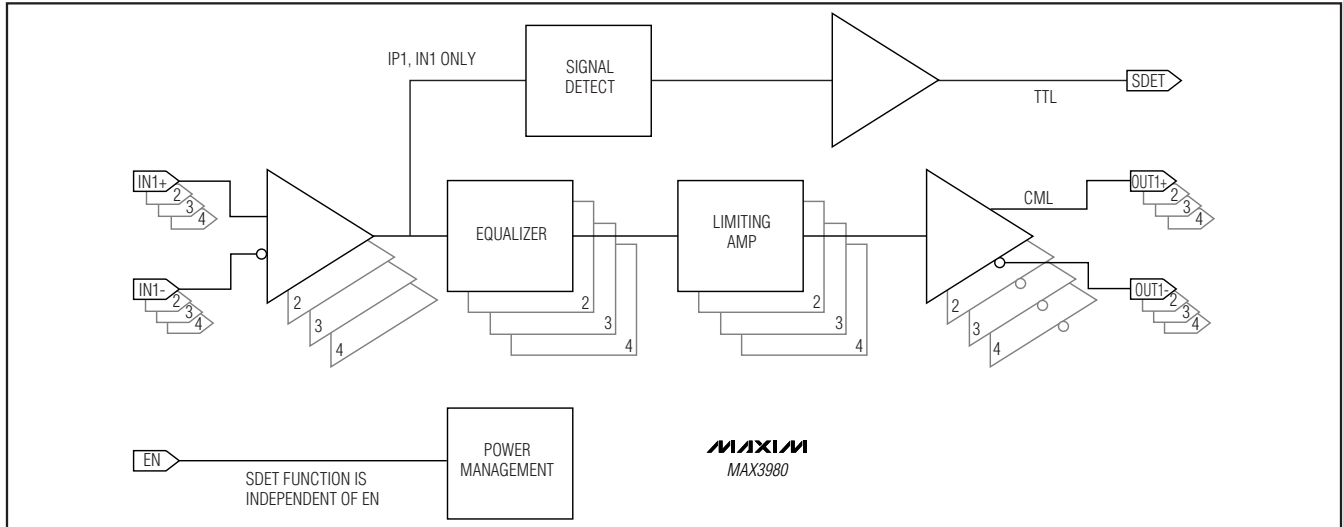 IP1, IN1 ONLY
SIGNAL
DETECT
TTL
SDET
IN1+
2
3
4
IN1-
2
3
4
2
3
4
EQUALIZER
2
3
4
LIMITING
AMP
2
3
4
CML
2
3
4
OUT1+
2
3
4
OUT1-
2
3
4
EN
SDET FUNCTION IS
INDEPENDENT OF EN
POWER
MANAGEMENT
MAXIM
MAX3980